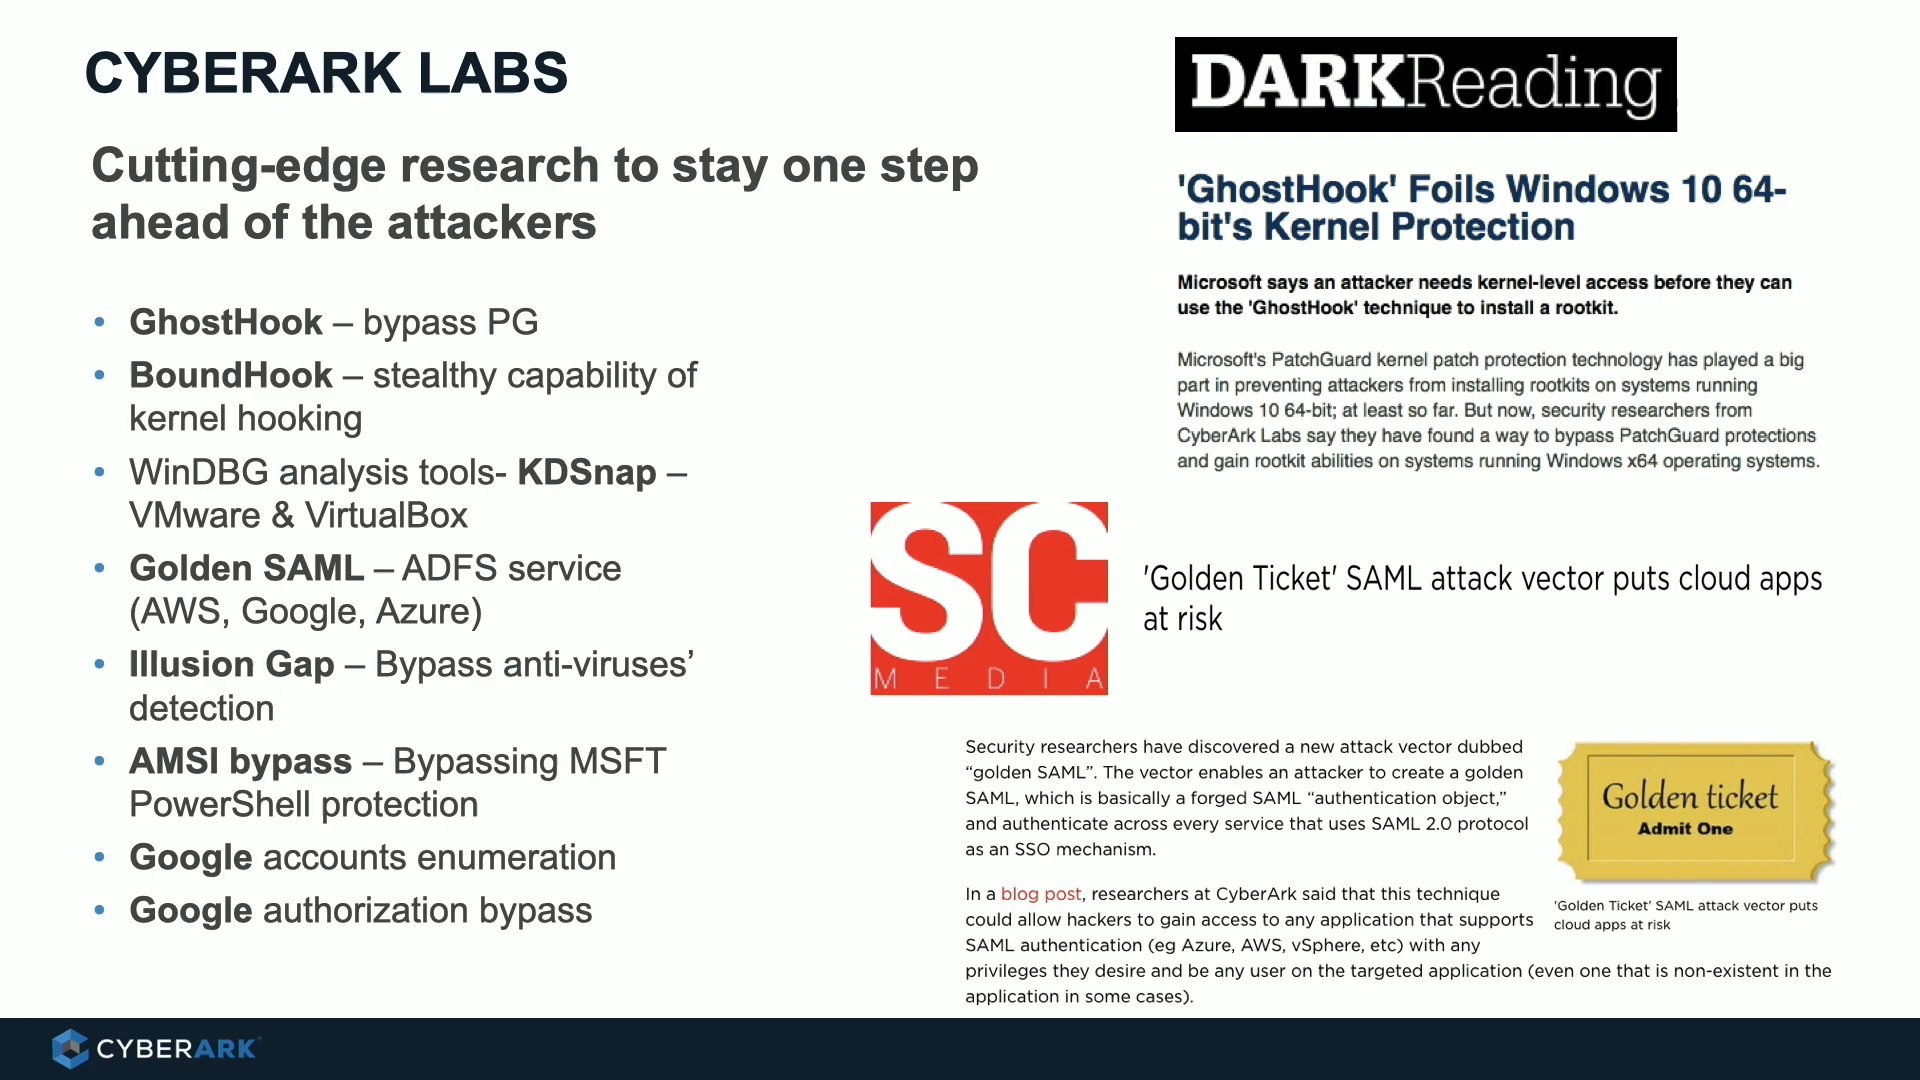 CYBERARK LABS
Cutting-edge research to stay one step
ahead of the attackers
• GhostHook – bypass PG
• BoundHook – stealthy capability of
kernel hooking
• WinDBG analysis tools- KDSnap –
VMware & VirtualBox
• Golden SAML – ADFS service
(AWS, Google, Azure)
• Illusion Gap – Bypass anti-viruses’
detection
• AMSI bypass – Bypassing MSFT
PowerShell protection
• Google accounts enumeration
• Google authorization bypass
DARKReading
'GhostHook' Foils Windows 10 64-
bit's Kernel Protection
Microsoft says an attacker needs kernel-level access before they can
use the 'GhostHook' technique to install a rootkit.
Microsoft's PatchGuard kernel patch protection technology has played a big
part in preventing attackers from installing rootkits on systems running
Windows 10 64-bit; at least so far. But now, security researchers from
CyberArk Labs say they have found a way to bypass PatchGuard protections
and gain rootkit abilities on systems running Windows x64 operating systems.
SC
MEDIA
'Golden Ticket' SAML attack vector puts cloud apps
at risk
Security researchers have discovered a new attack vector dubbed
“golden SAML”. The vector enables an attacker to create a golden
SAML, which is basically a forged SAML “authentication object,”
and authenticate across every service that uses SAML 2.0 protocol
as an SSO mechanism.
In a blog post, researchers at CyberArk said that this technique
could allow hackers to gain access to any application that supports
SAML authentication (eg Azure, AWS, vSphere, etc) with any
privileges they desire and be any user on the targeted application (even one that is non-existent in the
application in some cases).
Golden ticket
Admit One
'Golden Ticket' SAML attack vector puts
cloud apps at risk
CYBERARK